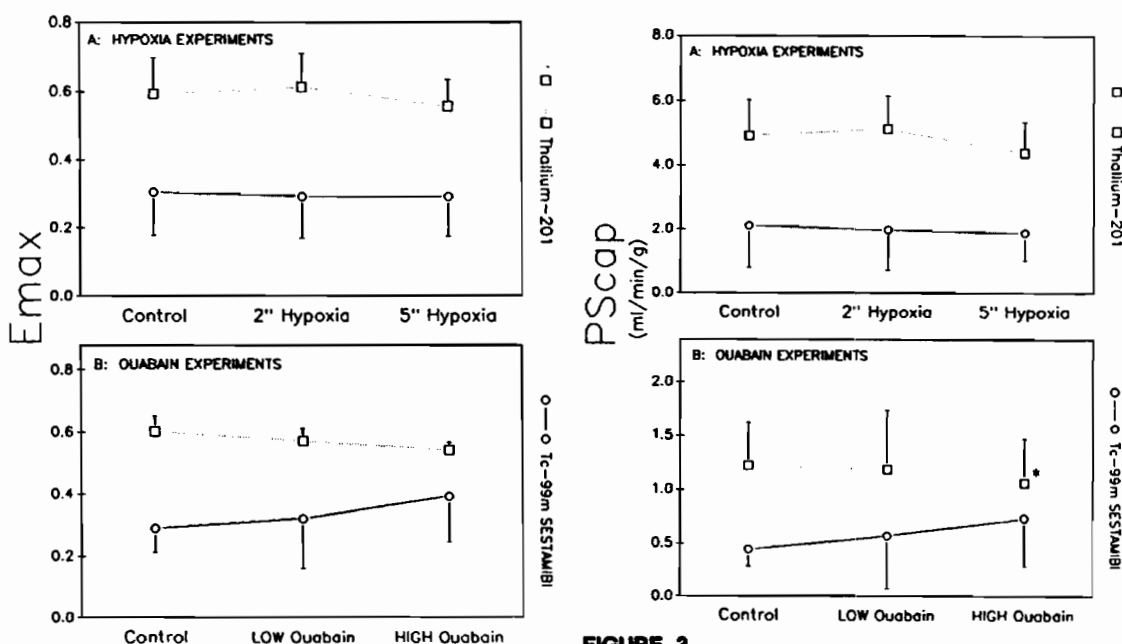 Emax
0.8
0.6
0.4
0.2
0.0
A: HYPOXIA EXPERIMENTS
Control
2" Hypoxia
5" Hypoxia
Thallium-201
0.8
0.6
0.4
0.2
0.0
B: OUABAIN EXPERIMENTS
Control
LOW Ouabain
HIGH Ouabain
Tc-99m SESTAMIBI
PScap
(ml/min/g)
8.0
6.0
4.0
2.0
0.0
A: HYPOXIA EXPERIMENTS
Control
2" Hypoxia
5" Hypoxia
Thallium-201
2.0
1.5
1.0
0.5
0.0
B: OUABAIN EXPERIMENTS
*
Control
LOW Ouabain
HIGH Ouabain
Tc-99m SESTAMIBI